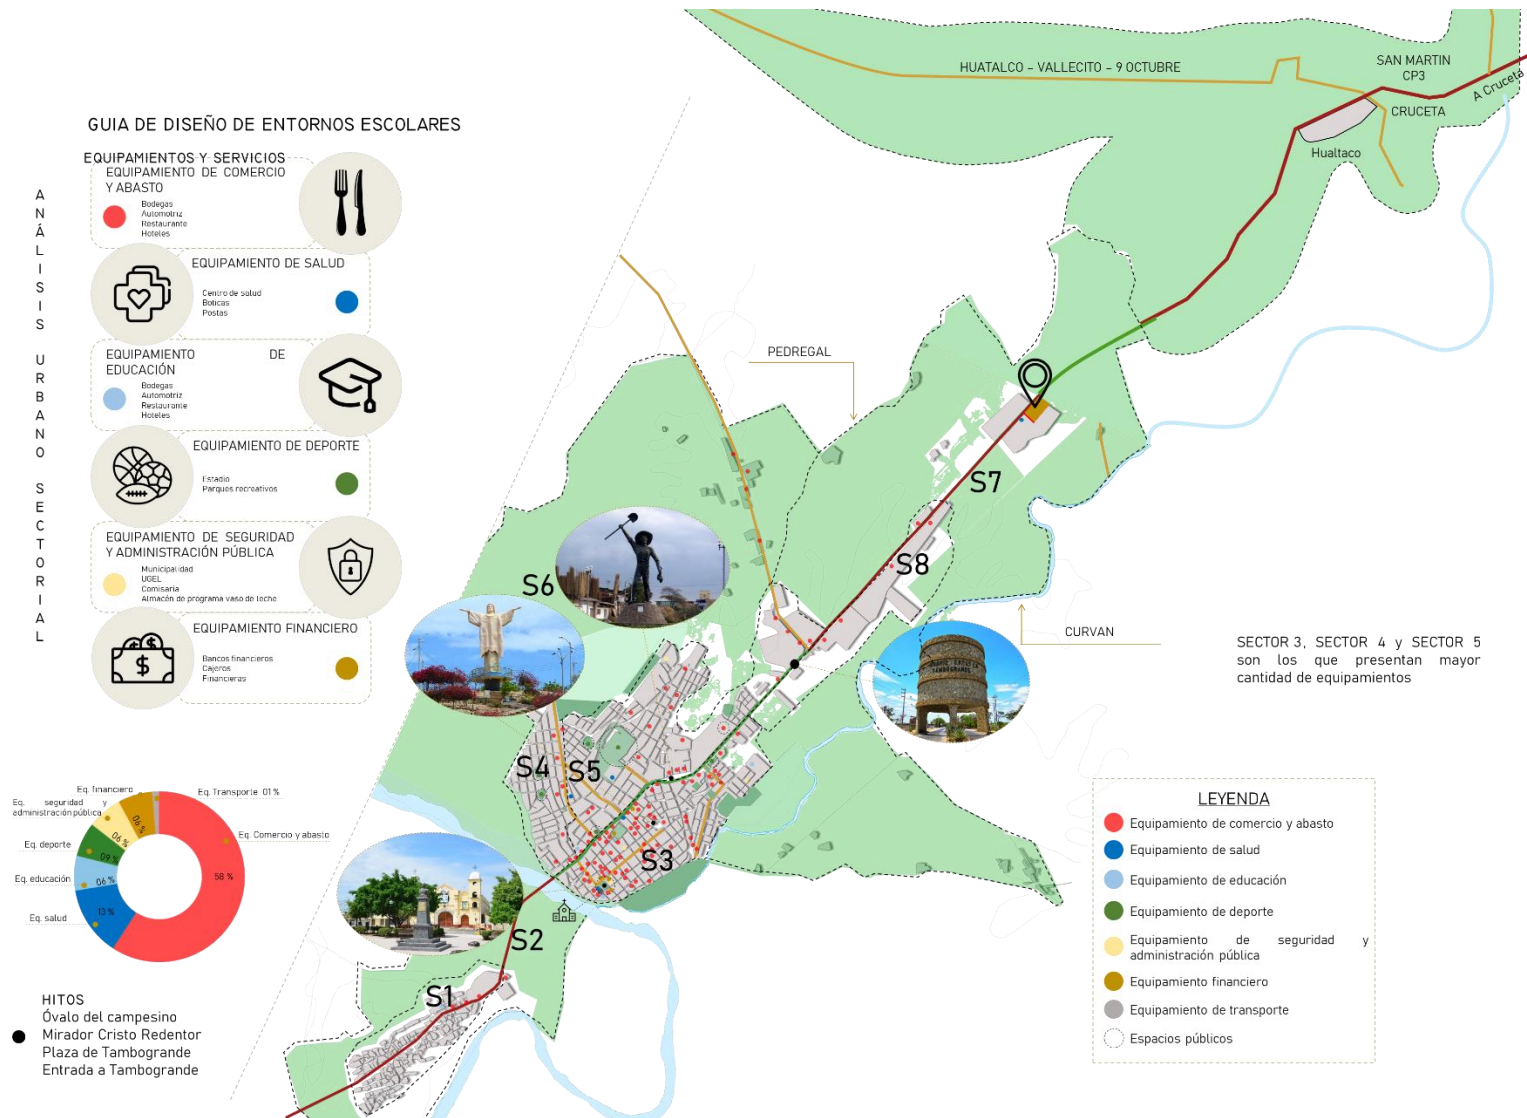 GUIA DE DISEÑO DE ENTORNOS ESCOLARES
ANÁLISIS URBANO SECTORIAL
EQUIPAMIENTOS Y SERVICIOS
EQUIPAMIENTO DE COMERCIO
Y ABASTO
Bodegas
Automotriz
Restaurante
Hoteles
EQUIPAMIENTO DE SALUD
Centro de salud
Boticas
Postas
EQUIPAMIENTO DE
EDUCACIÓN
Bodegas
Automotriz
Restaurante
Hoteles
EQUIPAMIENTO DE DEPORTE
Estadio
Parques recreativos
EQUIPAMIENTO DE SEGURIDAD
Y ADMINISTRACIÓN PÚBLICA
Municipalidad
UGEL
Comisaria
Almacén de programa vaso de leche
EQUIPAMIENTO FINANCIERO
Bancos financieros
Cajeros
Financieras
Eq. financiero
Eq. Transporte 01 %
Eq. seguridad y
administración pública
Eq. Comercio y abasto
Eq. deporte
Eq. educación
Eq. salud
06 %
06 %
09 %
06 %
13 %
58 %
HITOS
Óvalo del campesino
Mirador Cristo Redentor
Plaza de Tambogrande
Entrada a Tambogrande
HUATALCO - VALLECITO - 9 OCTUBRE
SAN MARTIN
CP3
A Cruceta
CRUCETA
Hualtaco
PEDREGAL
S7
S8
S6
CURVAN
S4
S5
S3
S2
S1
TAMBOGRANDE
SECTOR 3, SECTOR 4 y SECTOR 5
son los que presentan mayor
cantidad de equipamientos
LEYENDA
Equipamiento de comercio y abasto
Equipamiento de salud
Equipamiento de educación
Equipamiento de deporte
Equipamiento de seguridad y
administración pública
Equipamiento financiero
Equipamiento de transporte
Espacios públicos